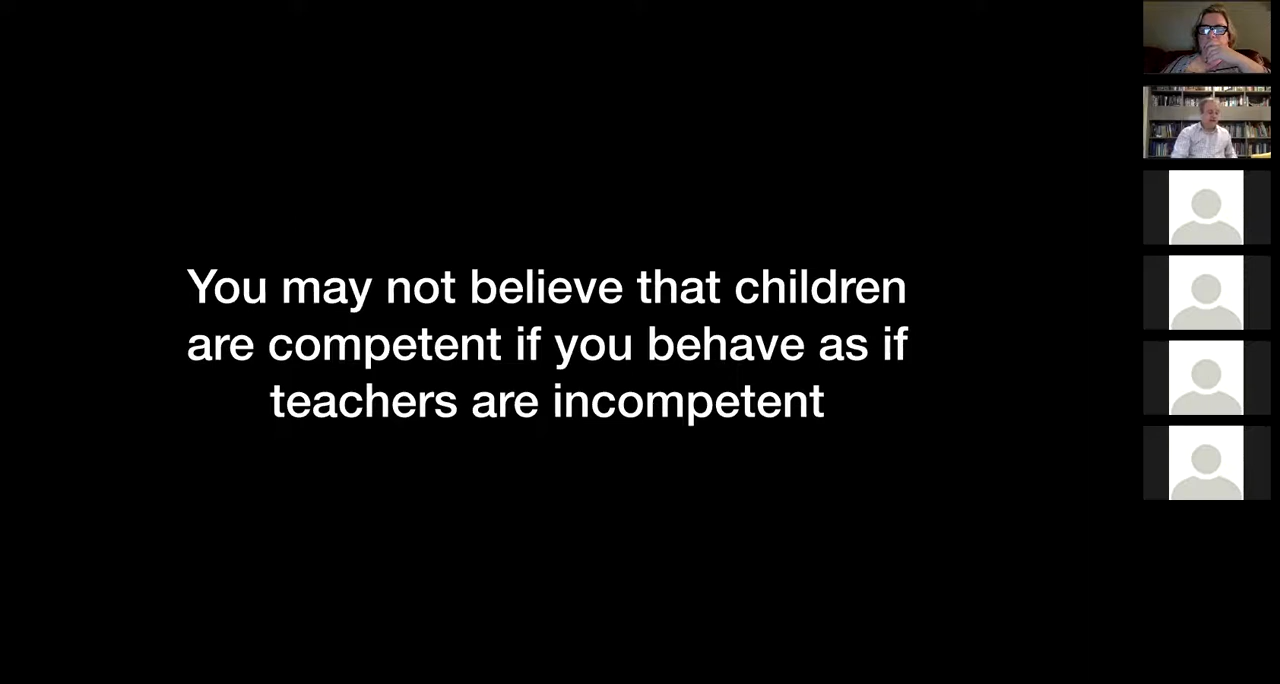 You may not believe that children
are competent if you behave as if
teachers are incompetent